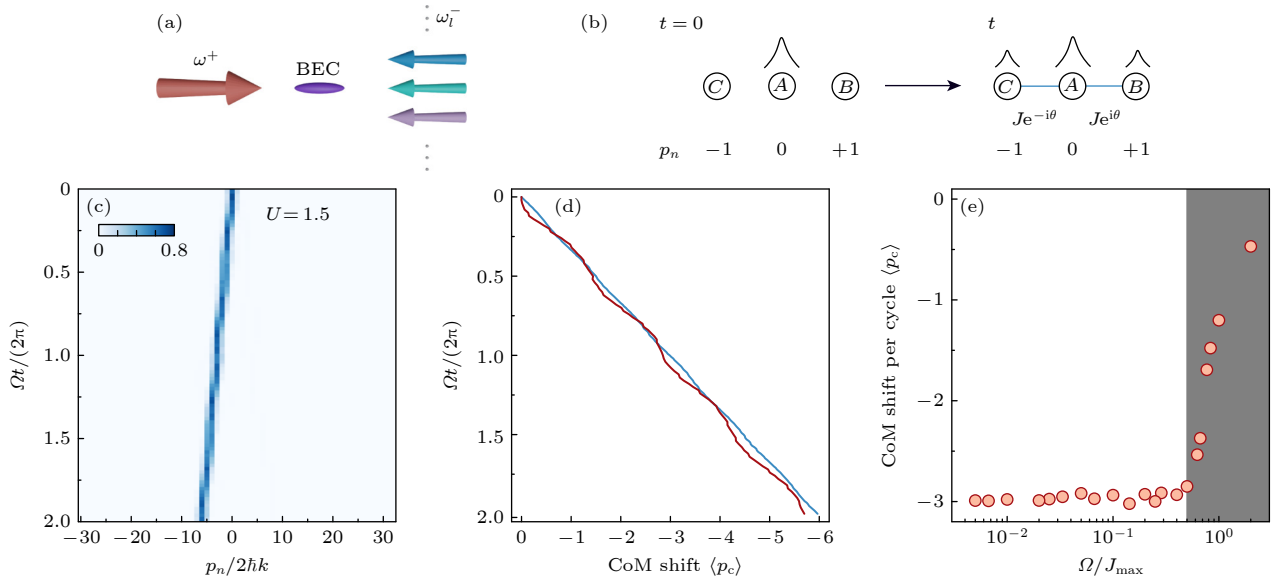 (a)
ω⁺
BEC
ω_l⁻
(b)
t = 0
t
C A B
C A B
Je^{−iθ} Je^{iθ}
p_n −1 0 +1
−1 0 +1
(c)
U = 1.5
0 0.8
0
0.5
1.0
1.5
2.0
Ωt/(2π)
−30 −20 −10 0 10 20 30
p_n/2ħk
(d)
0
0.5
1.0
1.5
2.0
Ωt/(2π)
0 −1 −2 −3 −4 −5 −6
CoM shift ⟨p_c⟩
(e)
0
−1
−2
−3
CoM shift per cycle ⟨p_c⟩
10⁻² 10⁻¹ 10⁰
Ω/J_max